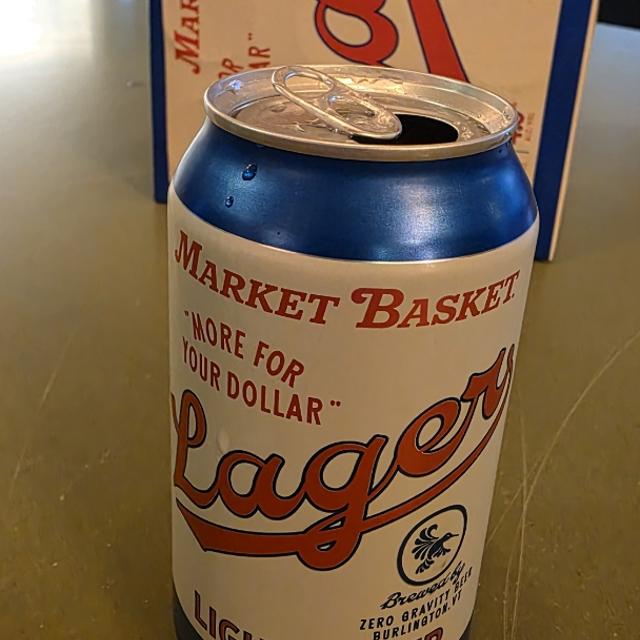 MARKET BASKET
"MORE FOR
YOUR DOLLAR"
Lager
Brewed by
ZERO GRAVITY BEER
BURLINGTON, VT